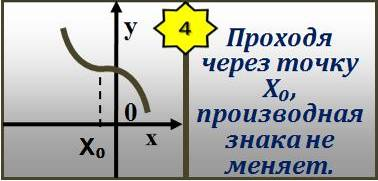 y
4
0
x
X₀
Проходя
через точку
X₀,
производная
знака не
меняет.